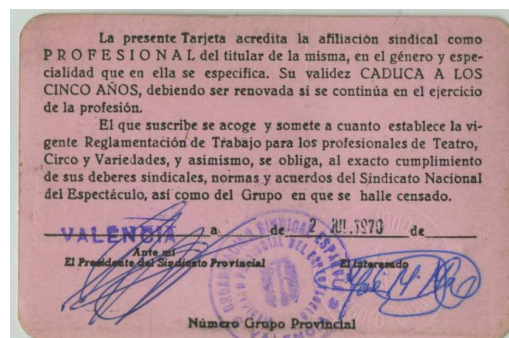 La presente Tarjeta acredita la afiliación sindical como
PROFESIONAL del titular de la misma, en el género y espe-
cialidad que en ella se especifica. Su validez CADUCA A LOS
CINCO AÑOS, debiendo ser renovada si se continúa en el ejercicio
de la profesión.
El que suscribe se acoge y somete a cuanto establece la vi-
gente Reglamentación de Trabajo para los profesionales de Teatro,
Circo y Variedades, y asimismo, se obliga, al exacto cumplimiento
de sus deberes sindicales, normas y acuerdos del Sindicato Nacional
del Espectáculo, así como del Grupo en que se halle censado.
VALENCIA a de 2 JUL.1970 de
Ante mí
El Presidente del Sindicato Provincial El interesado
Número Grupo Provincial